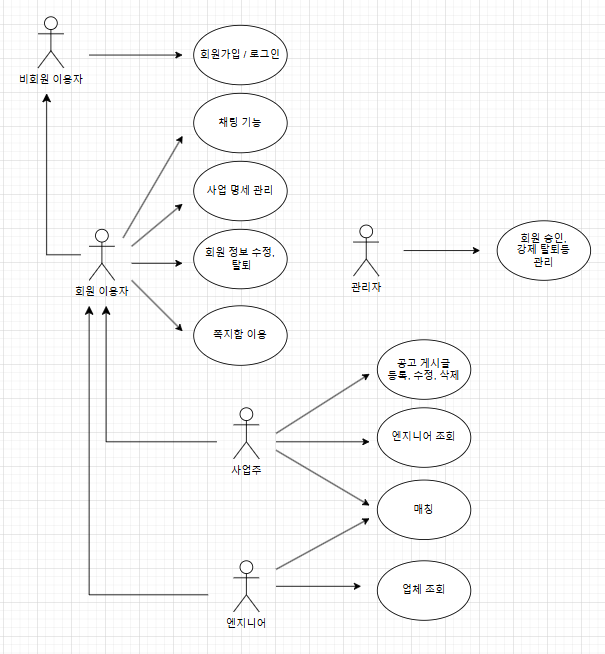 회원가입 / 로그인
비회원 이용자
채팅 기능
사업 명세 관리
회원 정보 수정,
탈퇴
회원 승인,
강제 탈퇴등
관리
회원 이용자
관리자
쪽지함 이용
공고 게시글
등록, 수정, 삭제
엔지니어 조회
사업주
매칭
업체 조회
엔지니어